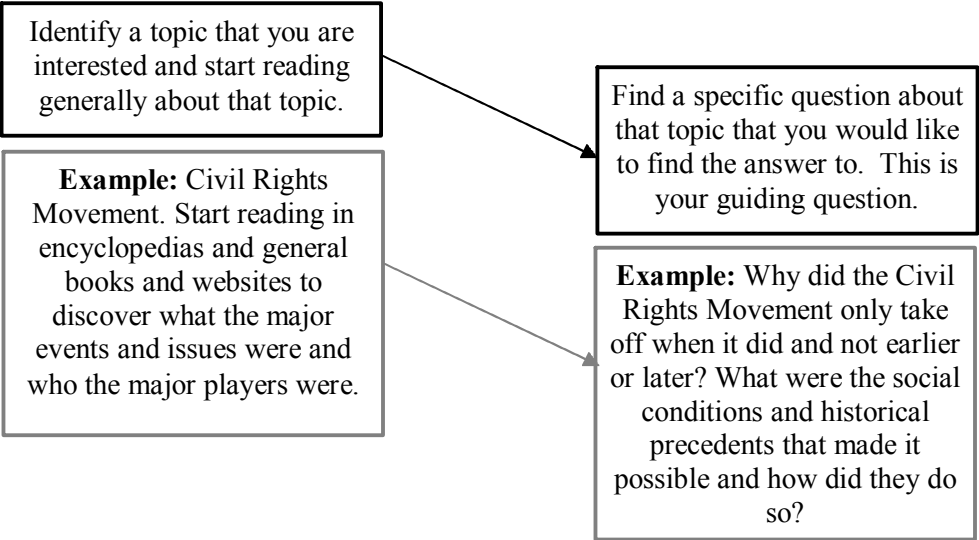 Identify a topic that you are
interested and start reading
generally about that topic.
Example: Civil Rights
Movement. Start reading in
encyclopedias and general
books and websites to
discover what the major
events and issues were and
who the major players were.
Find a specific question about
that topic that you would like
to find the answer to.  This is
your guiding question.
Example: Why did the Civil
Rights Movement only take
off when it did and not earlier
or later? What were the social
conditions and historical
precedents that made it
possible and how did they do
so?